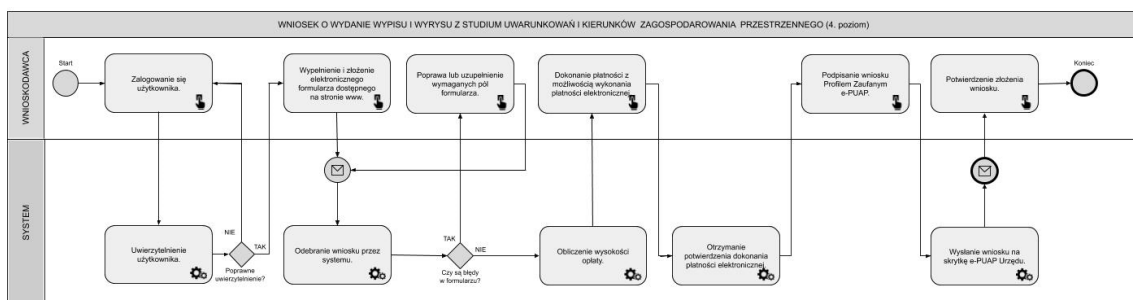 WNIOSEK O WYDANIE WYPISU I WYRYSU Z STUDIUM UWARUNKOWAŃ I KIERUNKÓW ZAGOSPODAROWANIA PRZESTRZENNEGO (4. poziom)
WNIOSKODAWCA
Start
Zalogowanie się
użytkownika.
Wypełnienie i złożenie
elektronicznego
formularza dostępnego
na stronie www.
Poprawa lub uzupełnienie
wymaganych pól
formularza.
Dokonanie płatności z
możliwością wykonania
płatności elektronicznej.
Podpisanie wniosku
Profilem Zaufanym
e-PUAP.
Potwierdzenie złożenia
wniosku.
Koniec
SYSTEM
Uwierzytelnienie
użytkownika.
NIE
TAK
Poprawne
uwierzytelnienie?
Odebranie wniosku przez
systemu.
TAK
NIE
Czy są błędy
w formularzu?
Obliczenie wysokości
opłaty.
Otrzymanie
potwierdzenia dokonania
płatności elektronicznej.
Wysłanie wniosku na
skrytkę e-PUAP Urzędu.